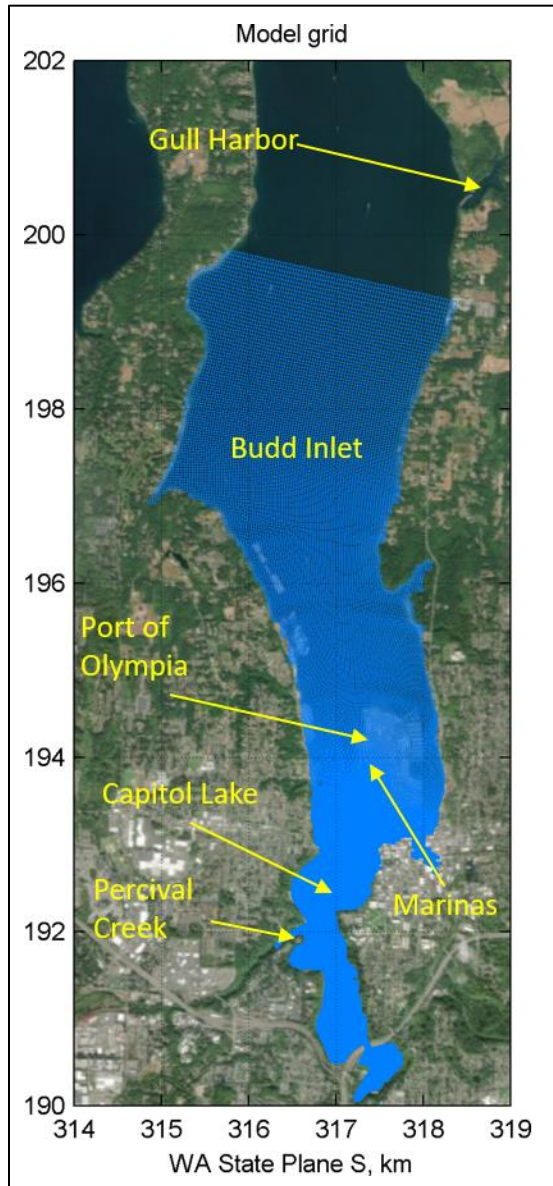 Model grid
202
Gull Harbor
200
198
Budd Inlet
196
Port of
Olympia
194
Capitol Lake
Percival
Creek
Marinas
192
190
314 315 316 317 318 319
WA State Plane S, km